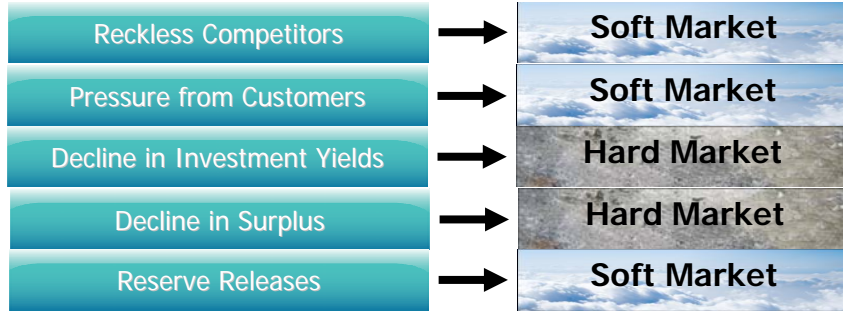 Reckless Competitors
Soft Market
Pressure from Customers
Soft Market
Decline in Investment Yields
Hard Market
Decline in Surplus
Hard Market
Reserve Releases
Soft Market